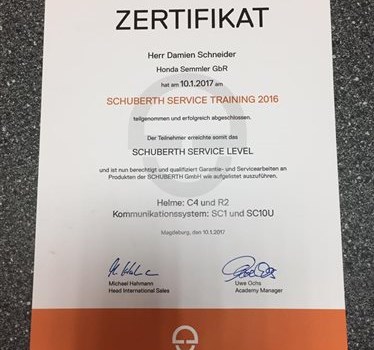 ZERTIFIKAT
Herr Damien Schneider
Honda Semmler GbR
hat am 10.1.2017 am
SCHUBERTH SERVICE TRAINING 2016
teilgenommen und erfolgreich abgeschlossen.
Der Teilnehmer erreichte somit das
SCHUBERTH SERVICE LEVEL
und ist nun berechtigt und qualifiziert Garantie- und Servicearbeiten an
Produkten der SCHUBERTH GmbH wie aufgelistet auszuführen.
Helme: C4 und R2
Kommunikationssystem: SC1 und SC10U
Magdeburg, den 10.1.2017
Michael Hahmann
Head International Sales
Uwe Ochs
Academy Manager